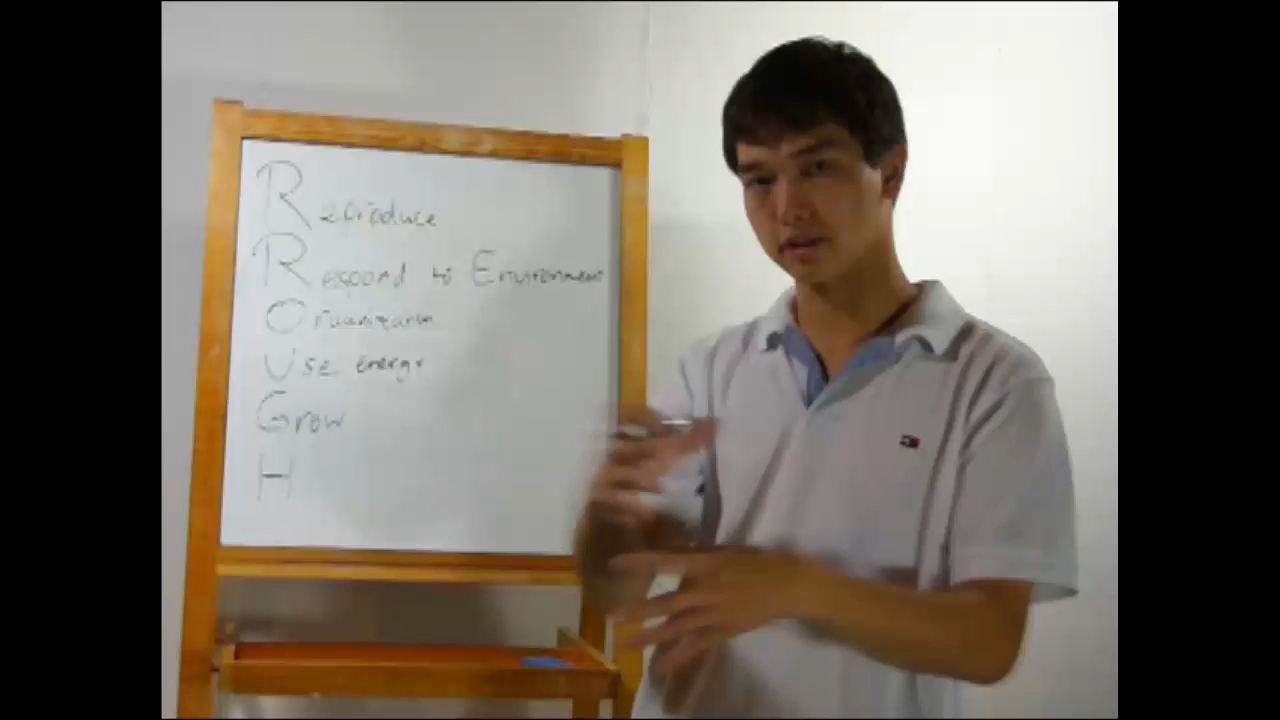 Reproduce
Respond to Environment
Organization
Use energy
Grow
H